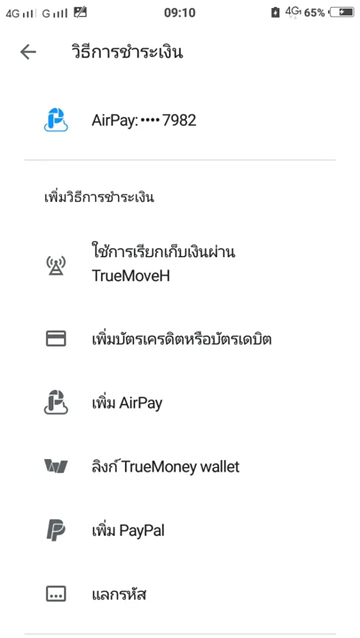 4G G 09:10 4G 65%
วิธีการชำระเงิน
AirPay: •••• 7982
เพิ่มวิธีการชำระเงิน
ใช้การเรียกเก็บเงินผ่าน
TrueMoveH
เพิ่มบัตรเครดิตหรือบัตรเดบิต
เพิ่ม AirPay
ลิงก์ TrueMoney wallet
เพิ่ม PayPal
แลกรหัส